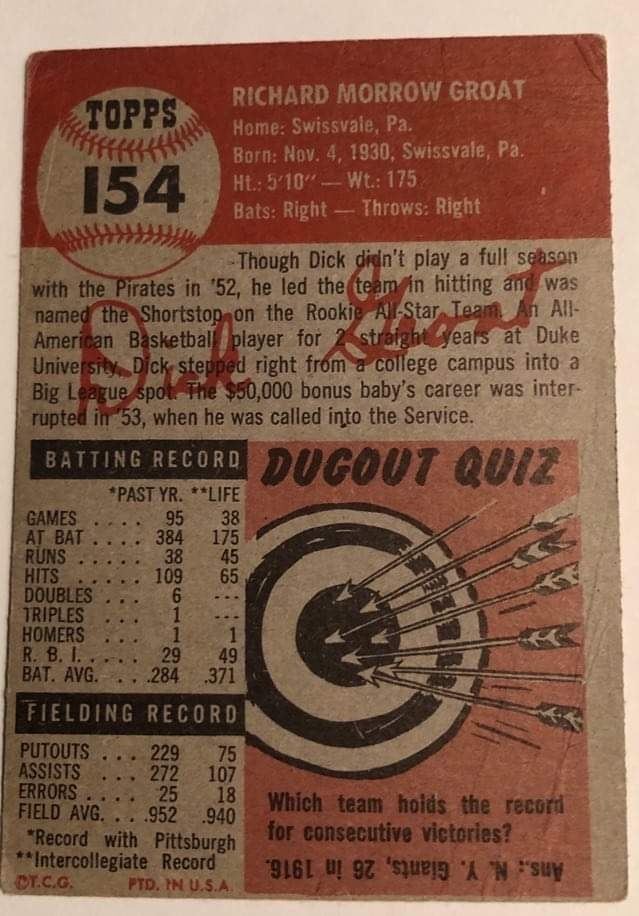 TOPPS
154
RICHARD MORROW GROAT
Home: Swissvale, Pa.
Born: Nov. 4, 1930, Swissvale, Pa.
Ht.: 5'10" — Wt.: 175
Bats: Right — Throws: Right
Though Dick didn't play a full season
with the Pirates in '52, he led the team in hitting and was
named the Shortstop on the Rookie All-Star Team. An All-
American Basketball player for 2 straight years at Duke
University, Dick stepped right from a college campus into a
Big League spot. The $50,000 bonus baby's career was inter-
rupted in '53, when he was called into the Service.
Dick Groat
BATTING RECORD
*PAST YR. **LIFE
GAMES .... 95 38
AT BAT .... 384 175
RUNS ..... 38 45
HITS ..... 109 65
DOUBLES ... 6 ---
TRIPLES ... 1 ---
HOMERS ... 1 1
R. B. I. .... 29 49
BAT. AVG. ... .284 .371
FIELDING RECORD
PUTOUTS ... 229 75
ASSISTS .... 272 107
ERRORS .... 25 18
FIELD AVG. ... .952 .940
*Record with Pittsburgh
**Intercollegiate Record
©T.C.G. PTD. IN U.S.A.
DUGOUT QUIZ
Which team holds the record
for consecutive victories?
Ans.: N. Y. Giants, 26 in 1916.